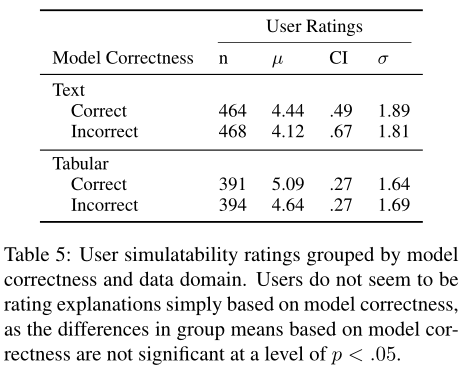 User Ratings
Model Correctness n μ CI σ
Text
Correct 464 4.44 .49 1.89
Incorrect 468 4.12 .67 1.81
Tabular
Correct 391 5.09 .27 1.64
Incorrect 394 4.64 .27 1.69
Table 5: User simulatability ratings grouped by model
correctness and data domain. Users do not seem to be
rating explanations simply based on model correctness,
as the differences in group means based on model cor-
rectness are not significant at a level of p < .05.